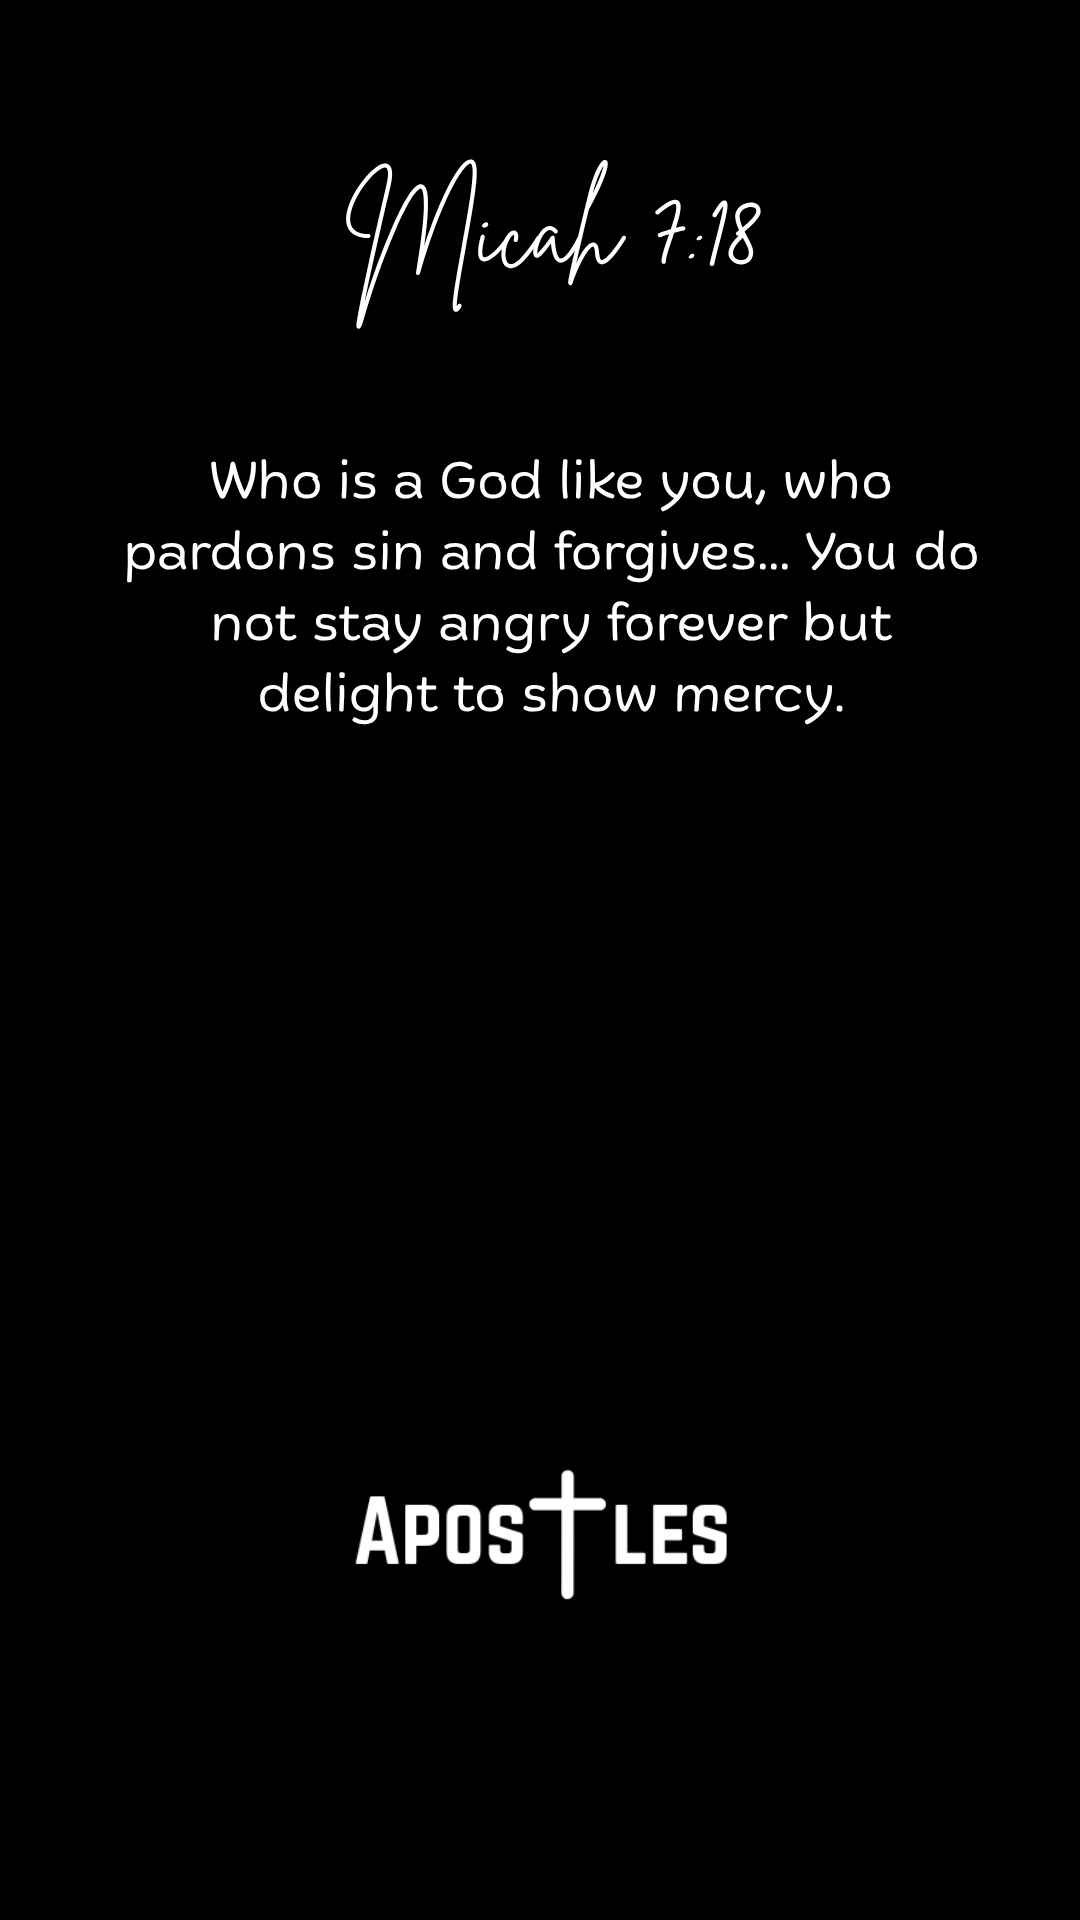 Micah 7:18
Who is a God like you, who
pardons sin and forgives... You do
not stay angry forever but
delight to show mercy.
APOSTLES